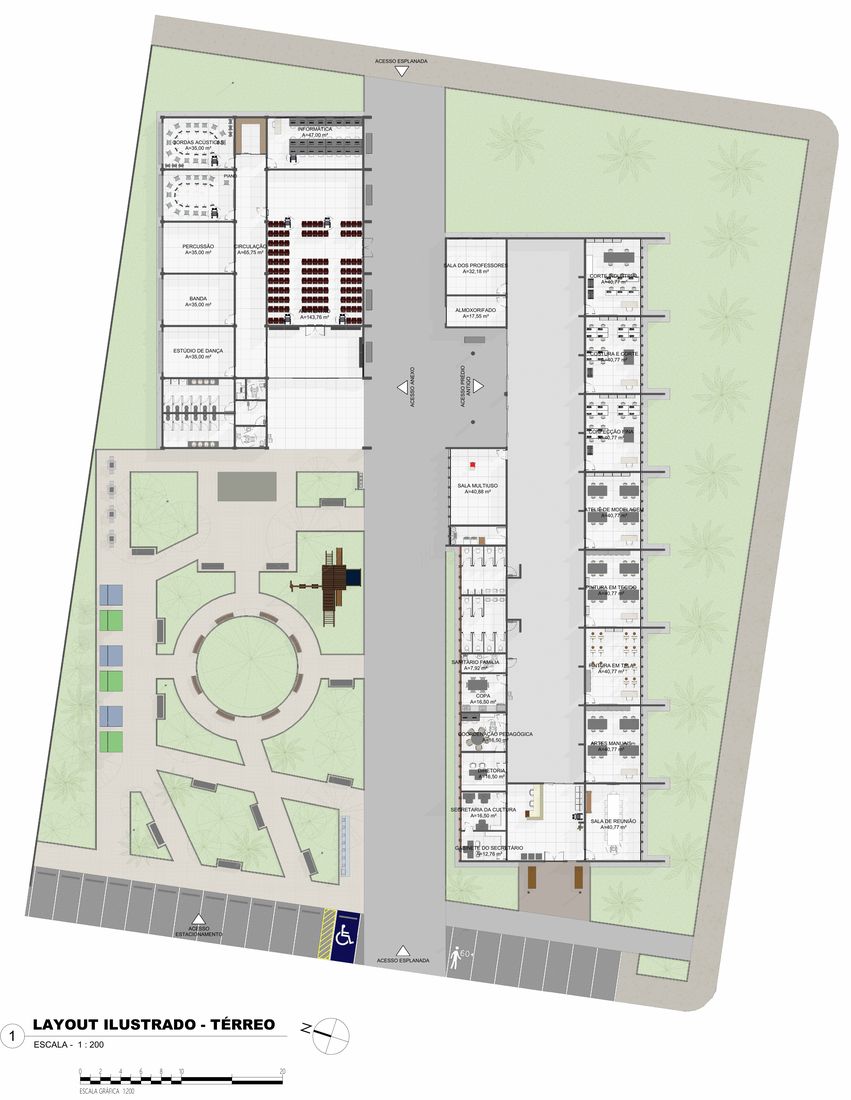 ACESSO ESPLANADA
INFORMÁTICA
A=47,00 m²
CORDAS ACÚSTICAS
A=35,00 m²
PIANO
PERCUSSÃO
A=35,00 m²
CIRCULAÇÃO
A=65,75 m²
BANDA
A=35,00 m²
A=143,76 m²
ESTÚDIO DE DANÇA
A=35,00 m²
SALA DOS PROFESSORES
A=32,18 m²
ALMOXORIFADO
A=17,55 m²
ACESSO ANEXO
ACESSO PRÉDIO
ANTIGO
A=40,77 m²
COSTURA E CORTE
A=40,77 m²
CONFECÇÃO FINA
A=40,77 m²
SALA MULTIUSO
A=40,88 m²
ATELIÊ DE MODELAGEM
A=40,77 m²
PINTURA EM TECIDO
A=40,77 m²
SANITÁRIO FAMÍLIA
A=7,92 m²
PINTURA EM TELA
A=40,77 m²
COPA
A=16,50 m²
COORDENAÇÃO PEDAGÓGICA
A=16,50 m²
ARTES MANUAIS
A=40,77 m²
DIRETORIA
A=16,50 m²
SECRETARIA DA CULTURA
A=16,50 m²
SALA DE REUNIÃO
A=40,77 m²
GABINETE DO SECRETÁRIO
A=12,76 m²
ACESSO
ESTACIONAMENTO
ACESSO ESPLANADA
60+
1
LAYOUT ILUSTRADO - TÉRREO
ESCALA - 1 : 200
N
0 2 4 6 8 10 20
ESCALA GRÁFICA 1:200